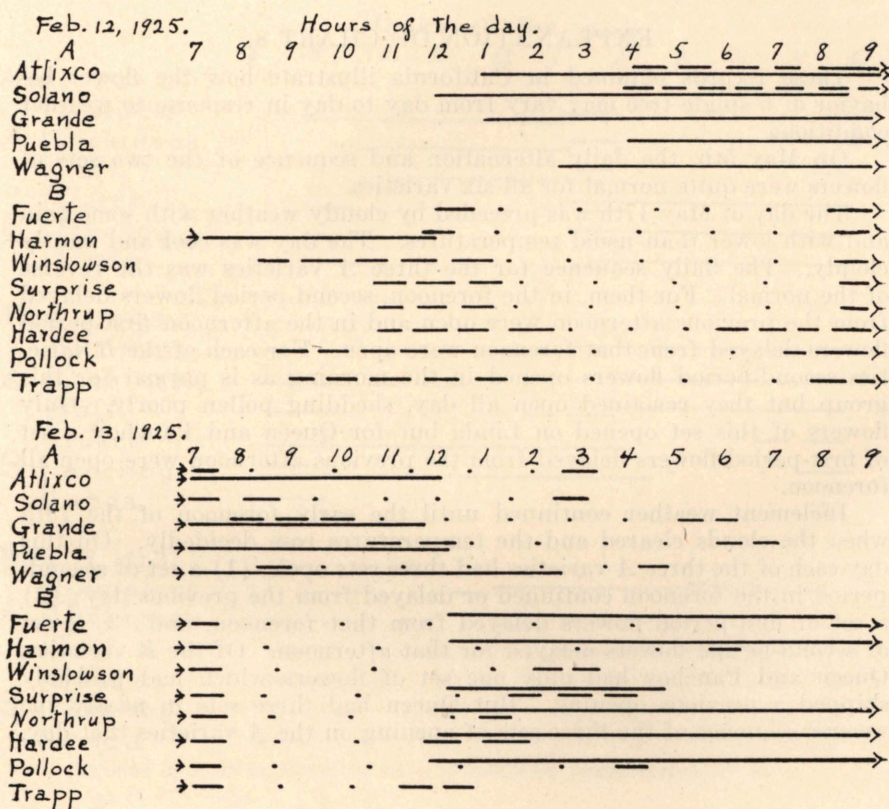 Feb. 12, 1925. Hours of The day.
A 7 8 9 10 11 12 1 2 3 4 5 6 7 8 9
Atlixco
Solano
Grande
Puebla
Wagner
B
Fuerte
Harmon
Winslowson
Surprise
Northrup
Hardee
Pollock
Trapp
Feb. 13, 1925.
A 7 8 9 10 11 12 1 2 3 4 5 6 7 8 9
Atlixco
Solano
Grande
Puebla
Wagner
B
Fuerte
Harmon
Winslowson
Surprise
Northrup
Hardee
Pollock
Trapp